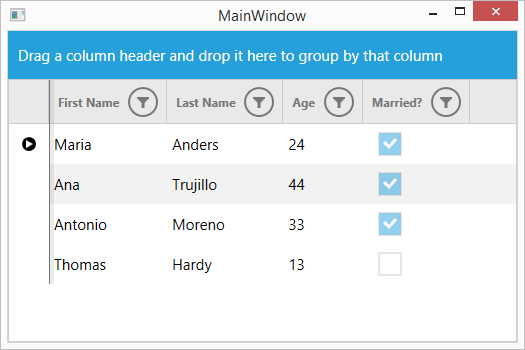 MainWindow
Drag a column header and drop it here to group by that column
First Name Last Name Age Married?
Maria Anders 24
Ana Trujillo 44
Antonio Moreno 33
Thomas Hardy 13